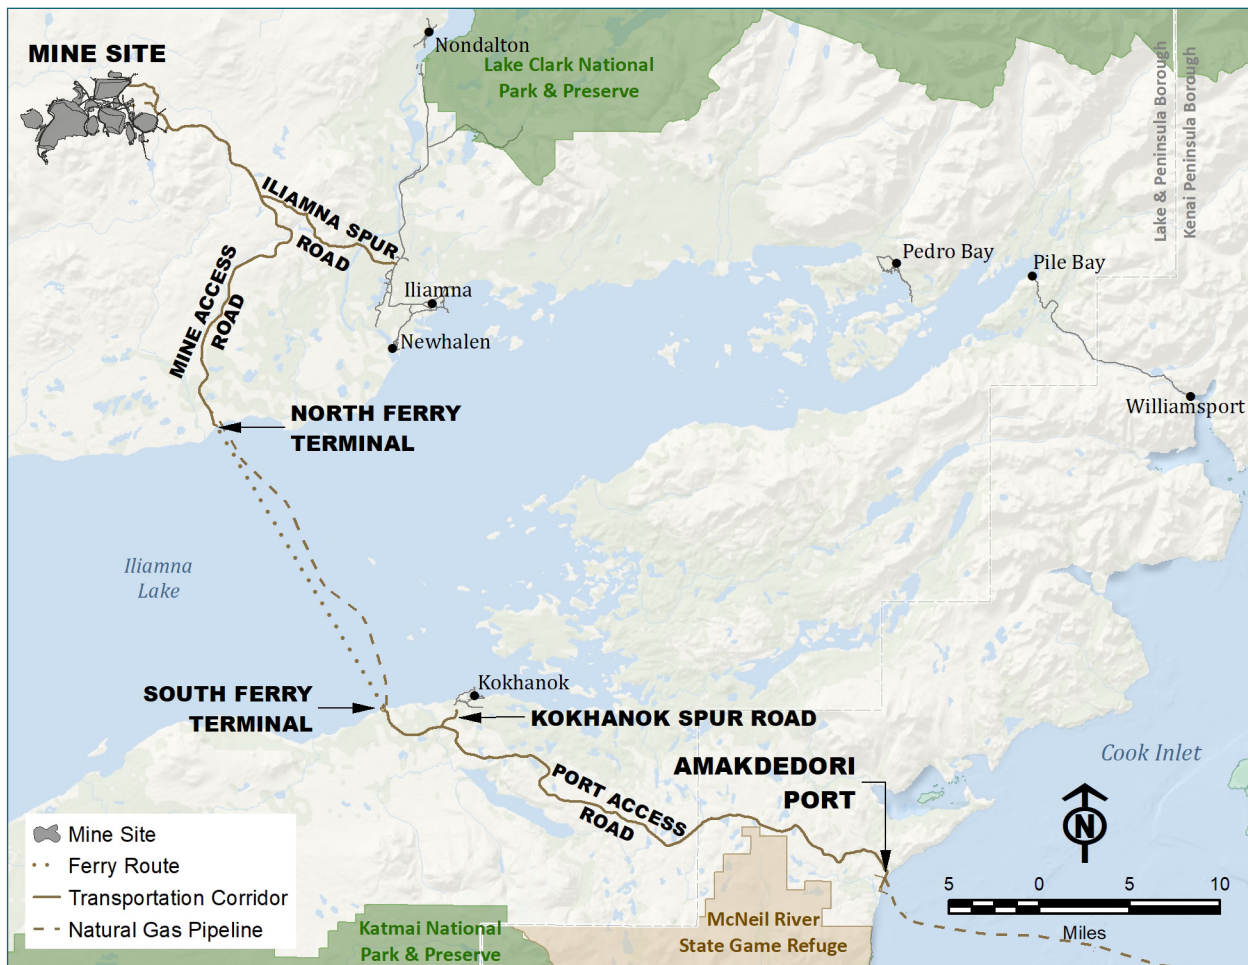 MINE SITE
Nondalton
Lake Clark National
Park & Preserve
Lake & Peninsula Borough
Kenai Peninsula Borough
ILIAMNA SPUR
ROAD
MINE ACCESS
ROAD
Pedro Bay
Pile Bay
Iliamna
Newhalen
Williamsport
NORTH FERRY
TERMINAL
Iliamna
Lake
SOUTH FERRY
TERMINAL
Kokhanok
KOKHANOK SPUR ROAD
PORT ACCESS
ROAD
AMAKDEDORI
PORT
Cook Inlet
N
Mine Site
Ferry Route
Transportation Corridor
Natural Gas Pipeline
Katmai National
Park & Preserve
McNeil River
State Game Refuge
5 0 5 10
Miles